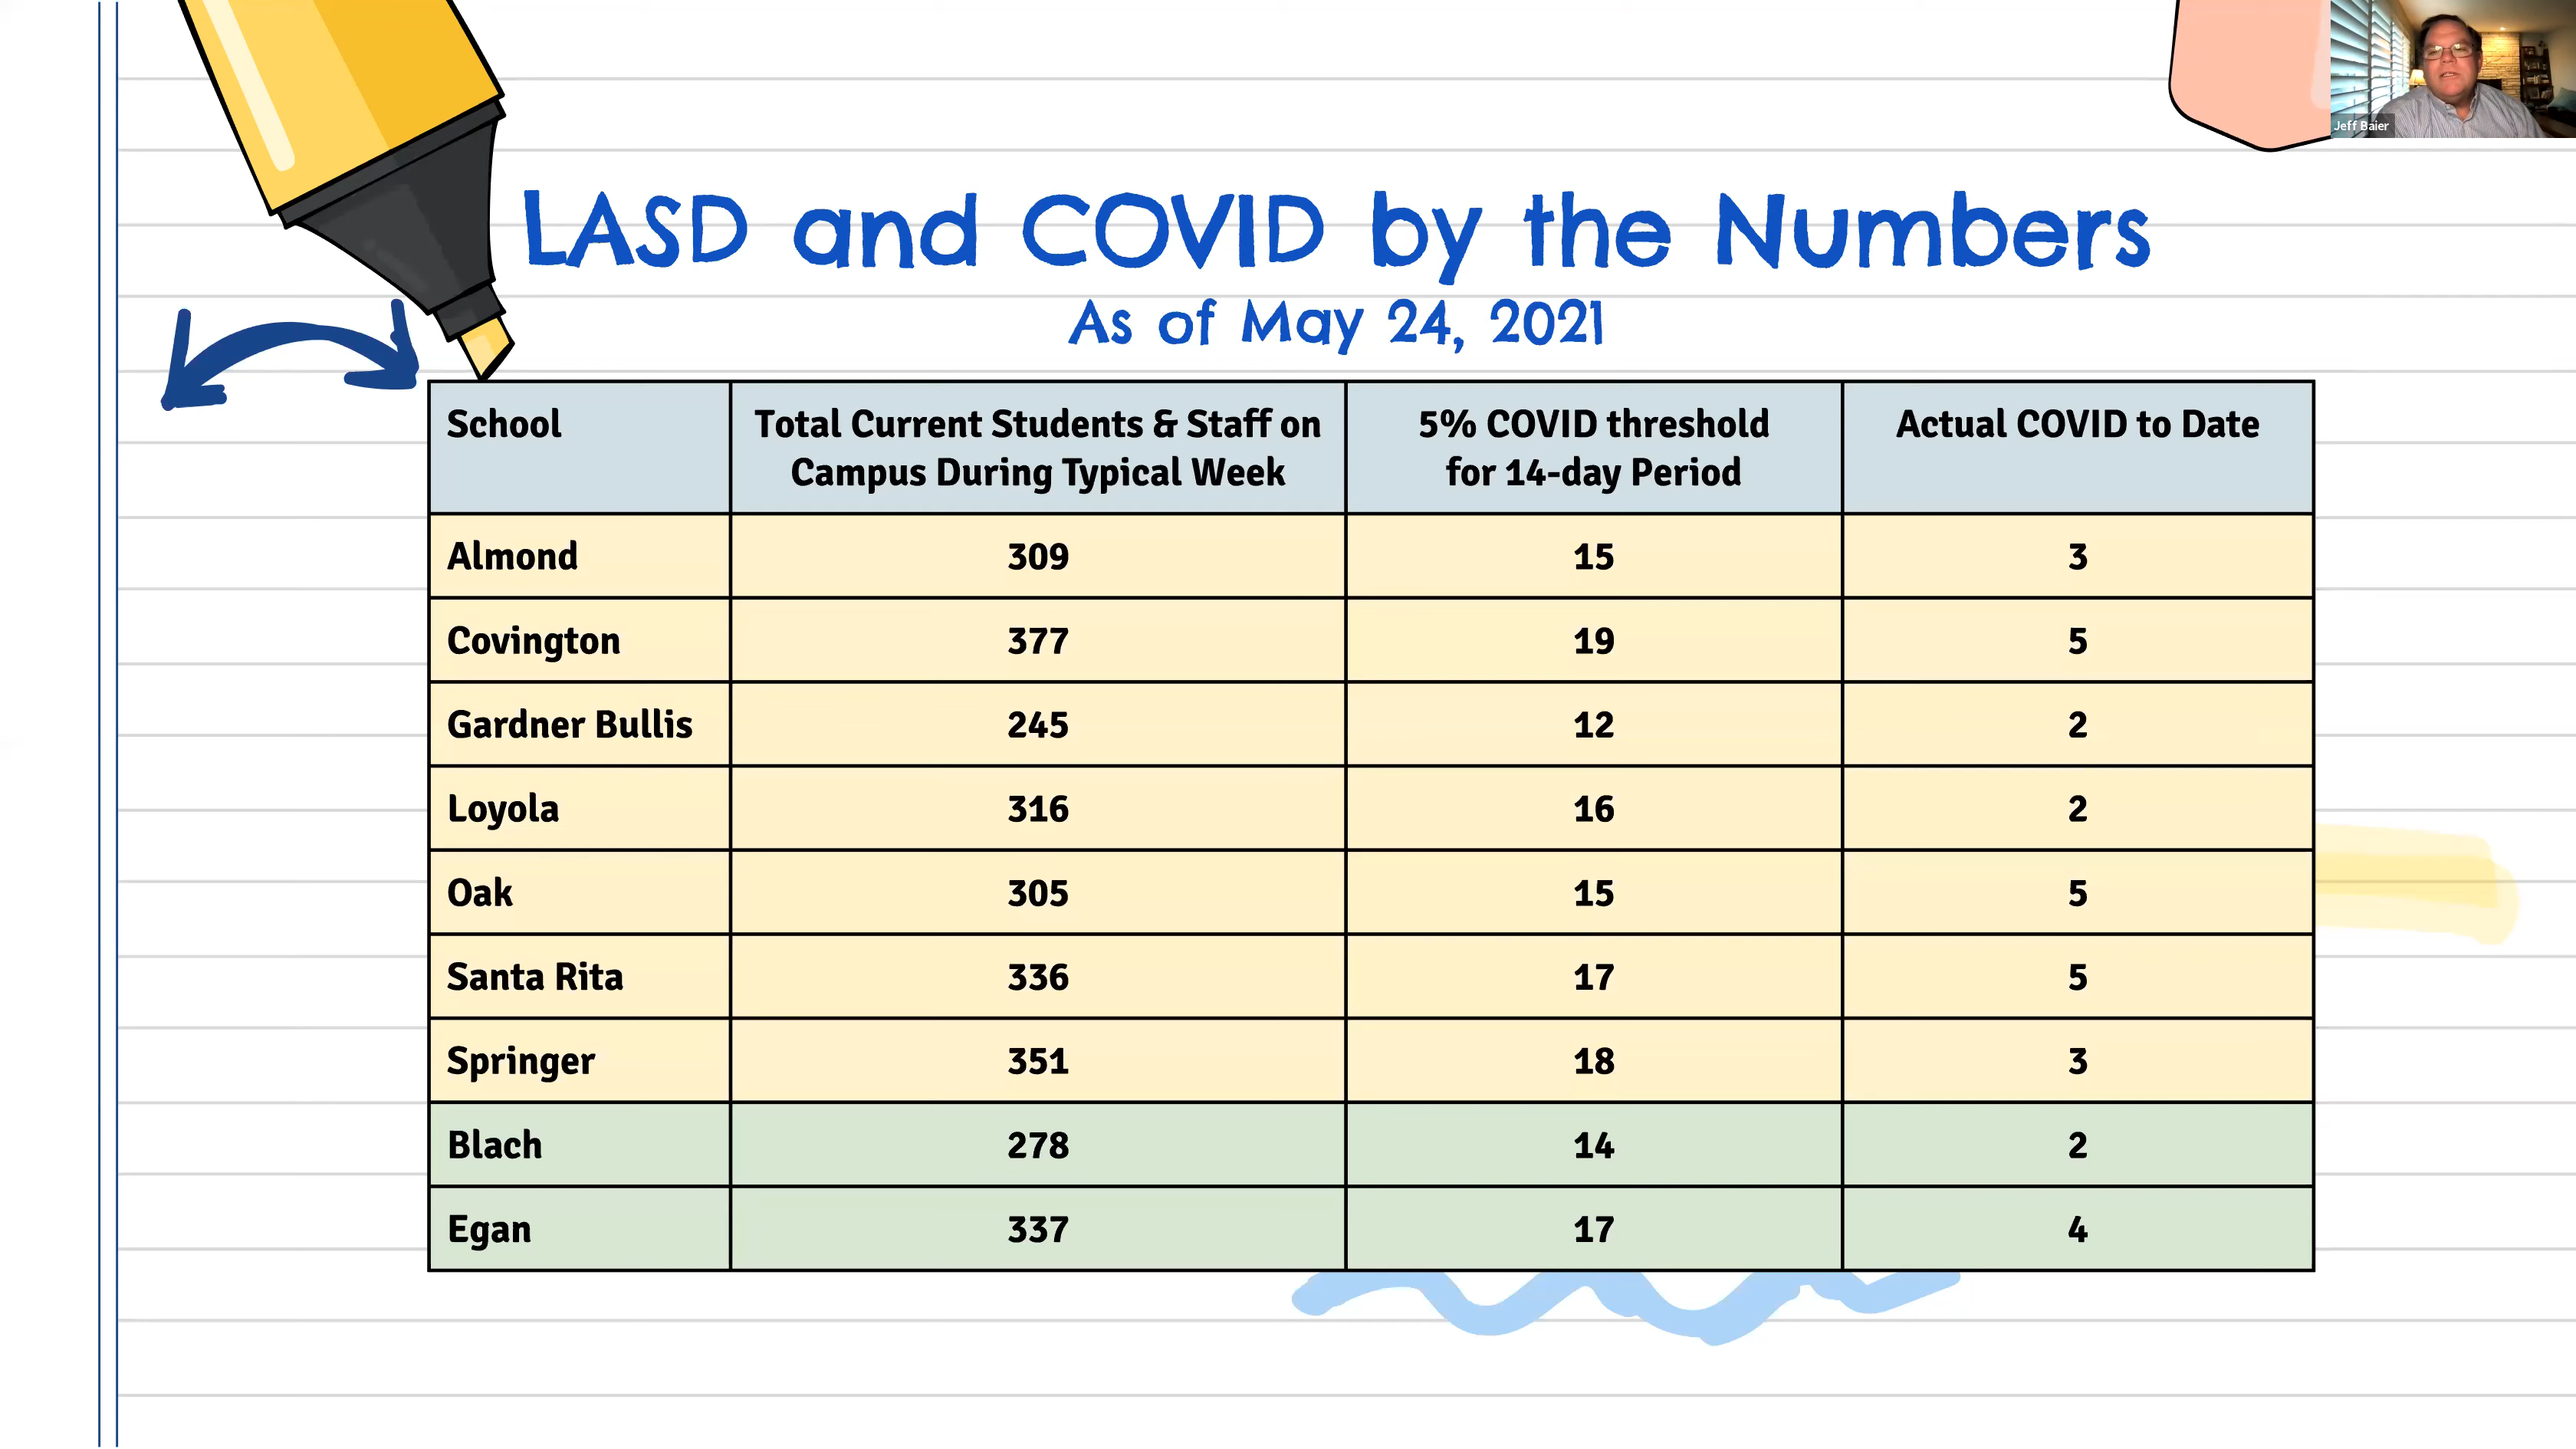 Jeff Baier
LASD and COVID by the Numbers
As of May 24, 2021
School Total Current Students & Staff on Campus During Typical Week 5% COVID threshold for 14-day Period Actual COVID to Date
Almond 309 15 3
Covington 377 19 5
Gardner Bullis 245 12 2
Loyola 316 16 2
Oak 305 15 5
Santa Rita 336 17 5
Springer 351 18 3
Blach 278 14 2
Egan 337 17 4